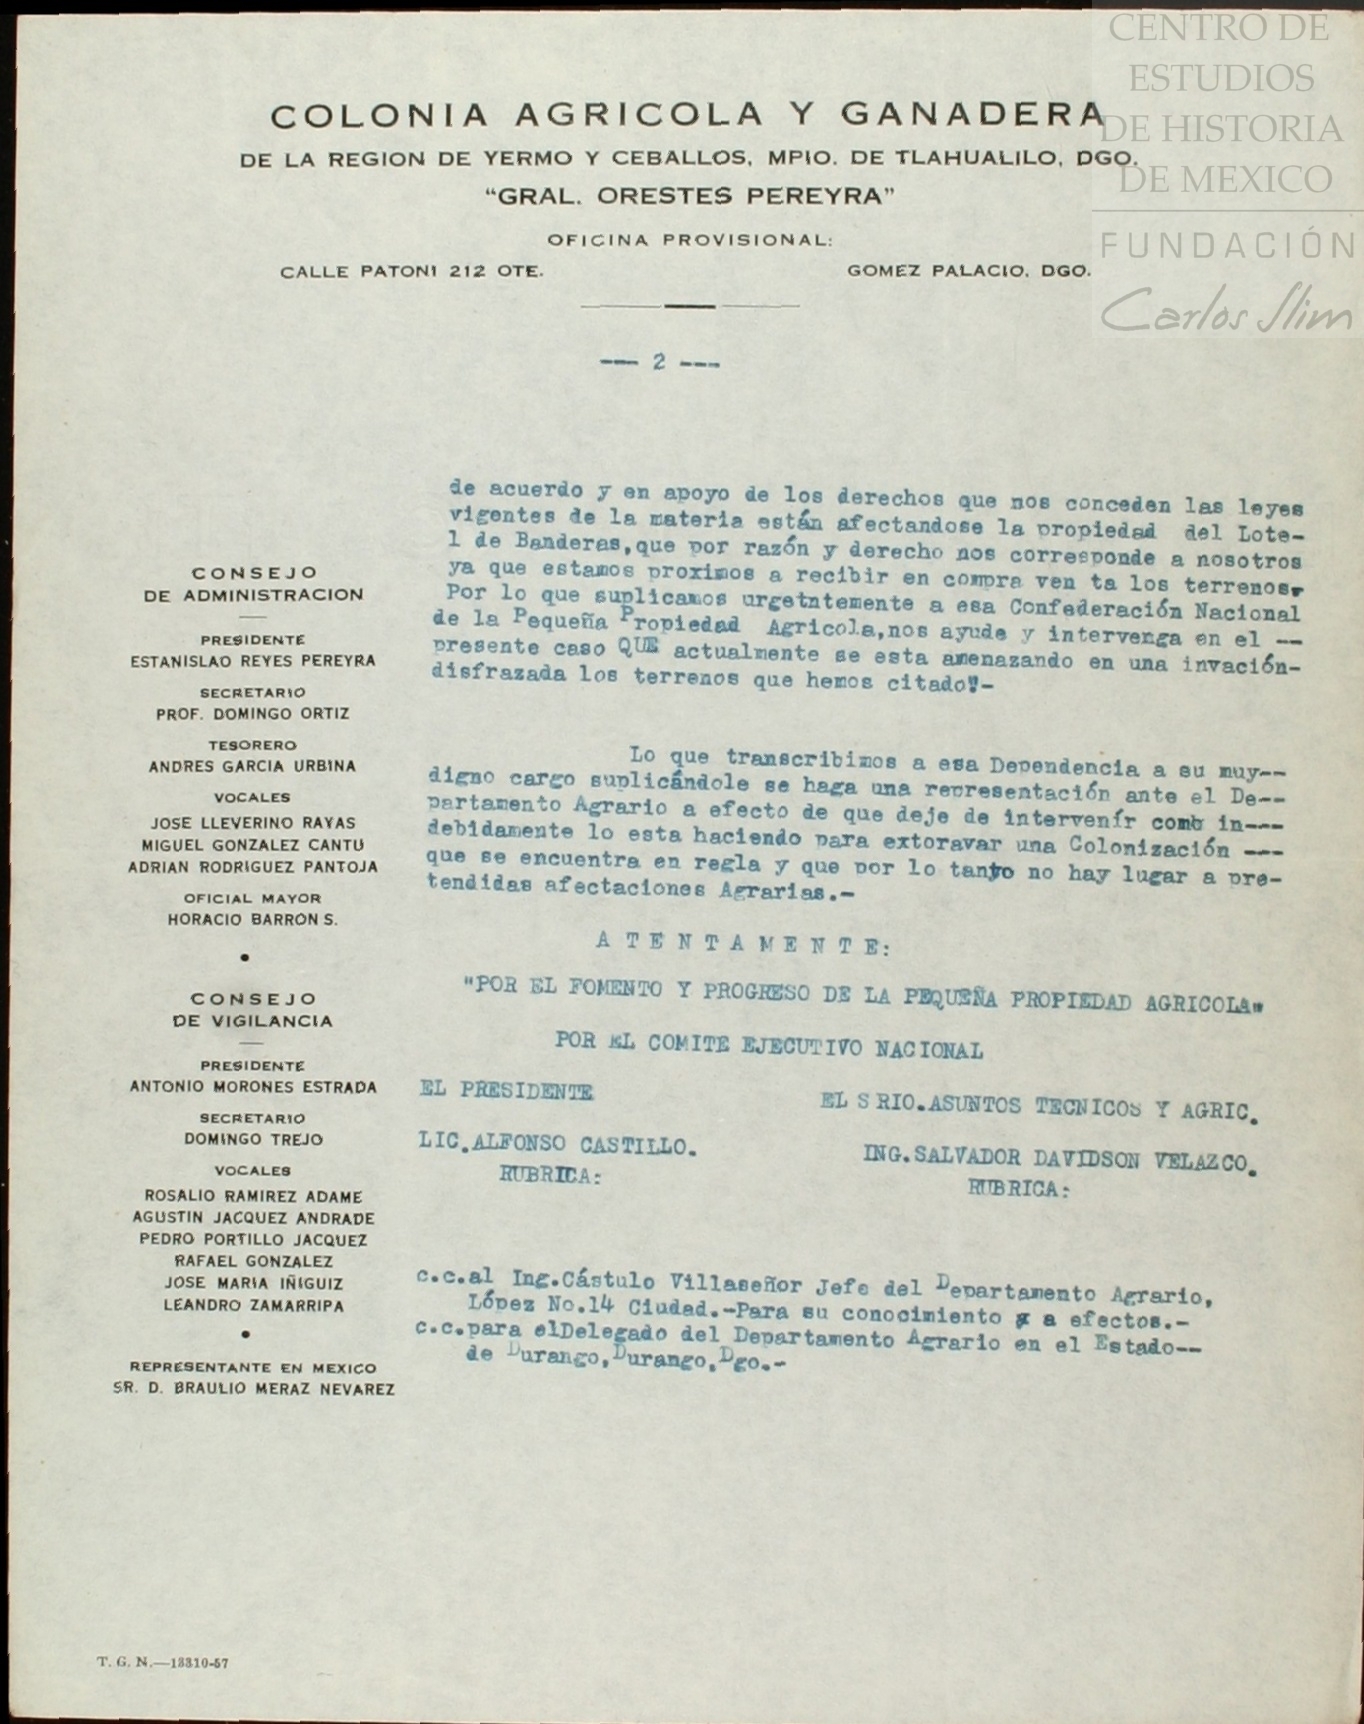 CENTRO DE
ESTUDIOS
DE HISTORIA
DE MEXICO
FUNDACIÓN
Carlos Slim
COLONIA AGRICOLA Y GANADERA
DE LA REGION DE YERMO Y CEBALLOS, MPIO. DE TLAHUALILO, DGO.
"GRAL. ORESTES PEREYRA"
OFICINA PROVISIONAL:
CALLE PATONI 212 OTE. GOMEZ PALACIO, DGO.
--- 2 ---
de acuerdo y en apoyo de los derechos que nos conceden las leyes
vigentes de la materia están afectandose la propiedad del Lote-
1 de Banderas,que por razón y derecho nos corresponde a nosotros
ya que estamos proximos a recibir en compra ven ta los terrenos.
Por lo que suplicamos urgetntemente a esa Confederación Nacional
de la Pequeña Propiedad Agricola,nos ayude y intervenga en el --
presente caso QUE actualmente se esta amenazando en una invación-
disfrazada los terrenos que hemos citado".-
Lo que transcribimos a esa Dependencia a su muy--
digno cargo suplicándole se haga una representación ante el De--
partamento Agrario a efecto de que deje de intervenír como in---
debidamente lo esta haciendo para extoravar una Colonización ---
que se encuentra en regla y que por lo tanto no hay lugar a pre-
tendidas afectaciones Agrarias.-
A T E N T A M E N T E:
"POR EL FOMENTO Y PROGRESO DE LA PEQUEÑA PROPIEDAD AGRICOLA"
POR EL COMITE EJECUTIVO NACIONAL
EL PRESIDENTE EL S RIO.ASUNTOS TECNICOS Y AGRIC.
LIC.ALFONSO CASTILLO. ING.SALVADOR DAVIDSON VELAZCO.
RUBRICA: RUBRICA:
c.c.al Ing.Cástulo Villaseñor Jefe del Departamento Agrario,
López No.14 Ciudad.-Para su conocimiento y a efectos.-
c.c.para elDelegado del Departamento Agrario en el Estado--
de Durango,Durango,Dgo.-
CONSEJO
DE ADMINISTRACION
PRESIDENTE
ESTANISLAO REYES PEREYRA
SECRETARIO
PROF. DOMINGO ORTIZ
TESORERO
ANDRES GARCIA URBINA
VOCALES
JOSE LLEVERINO RAYAS
MIGUEL GONZALEZ CANTU
ADRIAN RODRIGUEZ PANTOJA
OFICIAL MAYOR
HORACIO BARRON S.
CONSEJO
DE VIGILANCIA
PRESIDENTE
ANTONIO MORONES ESTRADA
SECRETARIO
DOMINGO TREJO
VOCALES
ROSALIO RAMIREZ ADAME
AGUSTIN JACQUEZ ANDRADE
PEDRO PORTILLO JACQUEZ
RAFAEL GONZALEZ
JOSE MARIA IÑIGUIZ
LEANDRO ZAMARRIPA
REPRESENTANTE EN MEXICO
SR. D. BRAULIO MERAZ NEVAREZ
T. G. N.—13310-57